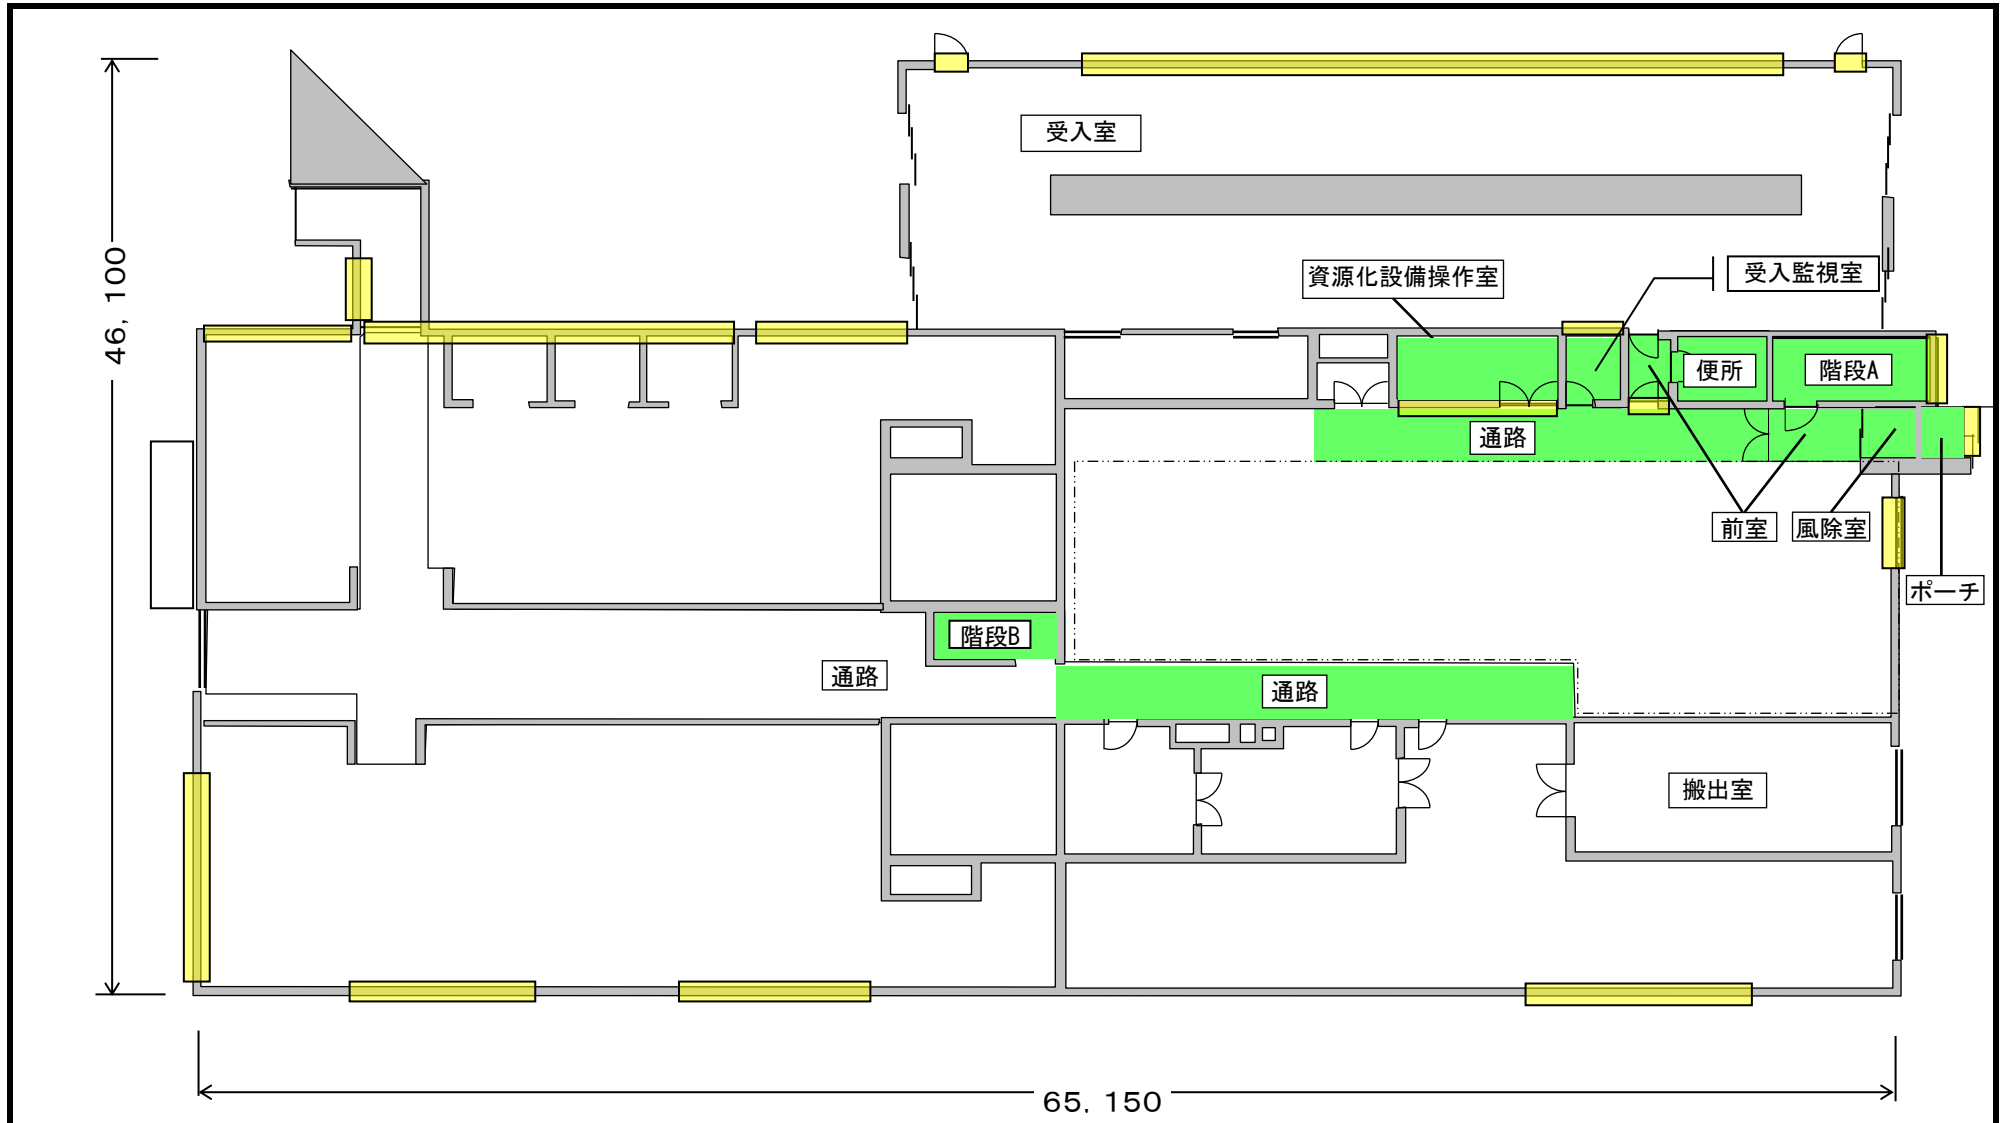 受入室
46，100
資源化設備操作室
受入監視室
便所
階段A
通路
前室
風除室
ポーチ
階段B
通路
通路
搬出室
65．150